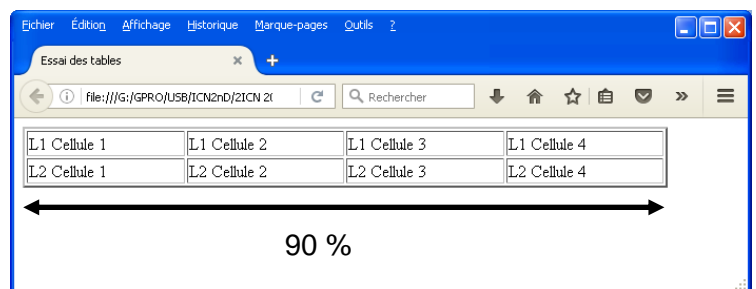 Fichier Édition Affichage Historique Marque-pages Outils ?
Essai des tables
file:///G:/GPRO/USB/ICN2nD/2ICN 2( Rechercher
L1 Cellule 1 L1 Cellule 2 L1 Cellule 3 L1 Cellule 4
L2 Cellule 1 L2 Cellule 2 L2 Cellule 3 L2 Cellule 4
90 %